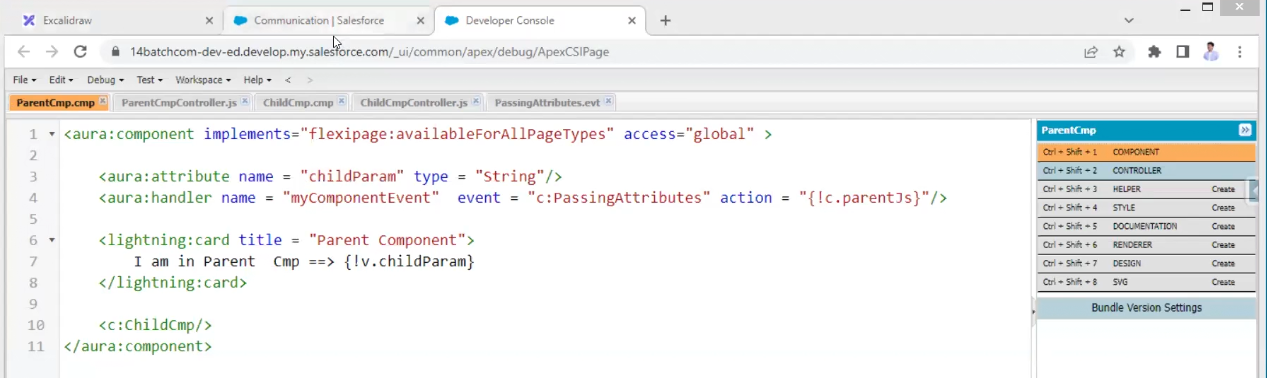 Excalidraw
Communication | Salesforce
Developer Console
14batchcom-dev-ed.develop.my.salesforce.com/_ui/common/apex/debug/ApexCSIPage
File Edit Debug Test Workspace Help < >
ParentCmp.cmp ParentCmpController.js ChildCmp.cmp ChildCmpController.js PassingAttributes.evt
1 <aura:component implements="flexipage:availableForAllPageTypes" access="global" >
2
3 <aura:attribute name = "childParam" type = "String"/>
4 <aura:handler name = "myComponentEvent"  event = "c:PassingAttributes" action = "{!c.parentJs}"/>
5
6 <lightning:card title = "Parent Component">
7 I am in Parent  Cmp ==> {!v.childParam}
8 </lightning:card>
9
10 <c:ChildCmp/>
11 </aura:component>
ParentCmp
Ctrl + Shift + 1 COMPONENT
Ctrl + Shift + 2 CONTROLLER
Ctrl + Shift + 3 HELPER Create
Ctrl + Shift + 4 STYLE Create
Ctrl + Shift + 5 DOCUMENTATION Create
Ctrl + Shift + 6 RENDERER Create
Ctrl + Shift + 7 DESIGN Create
Ctrl + Shift + 8 SVG Create
Bundle Version Settings